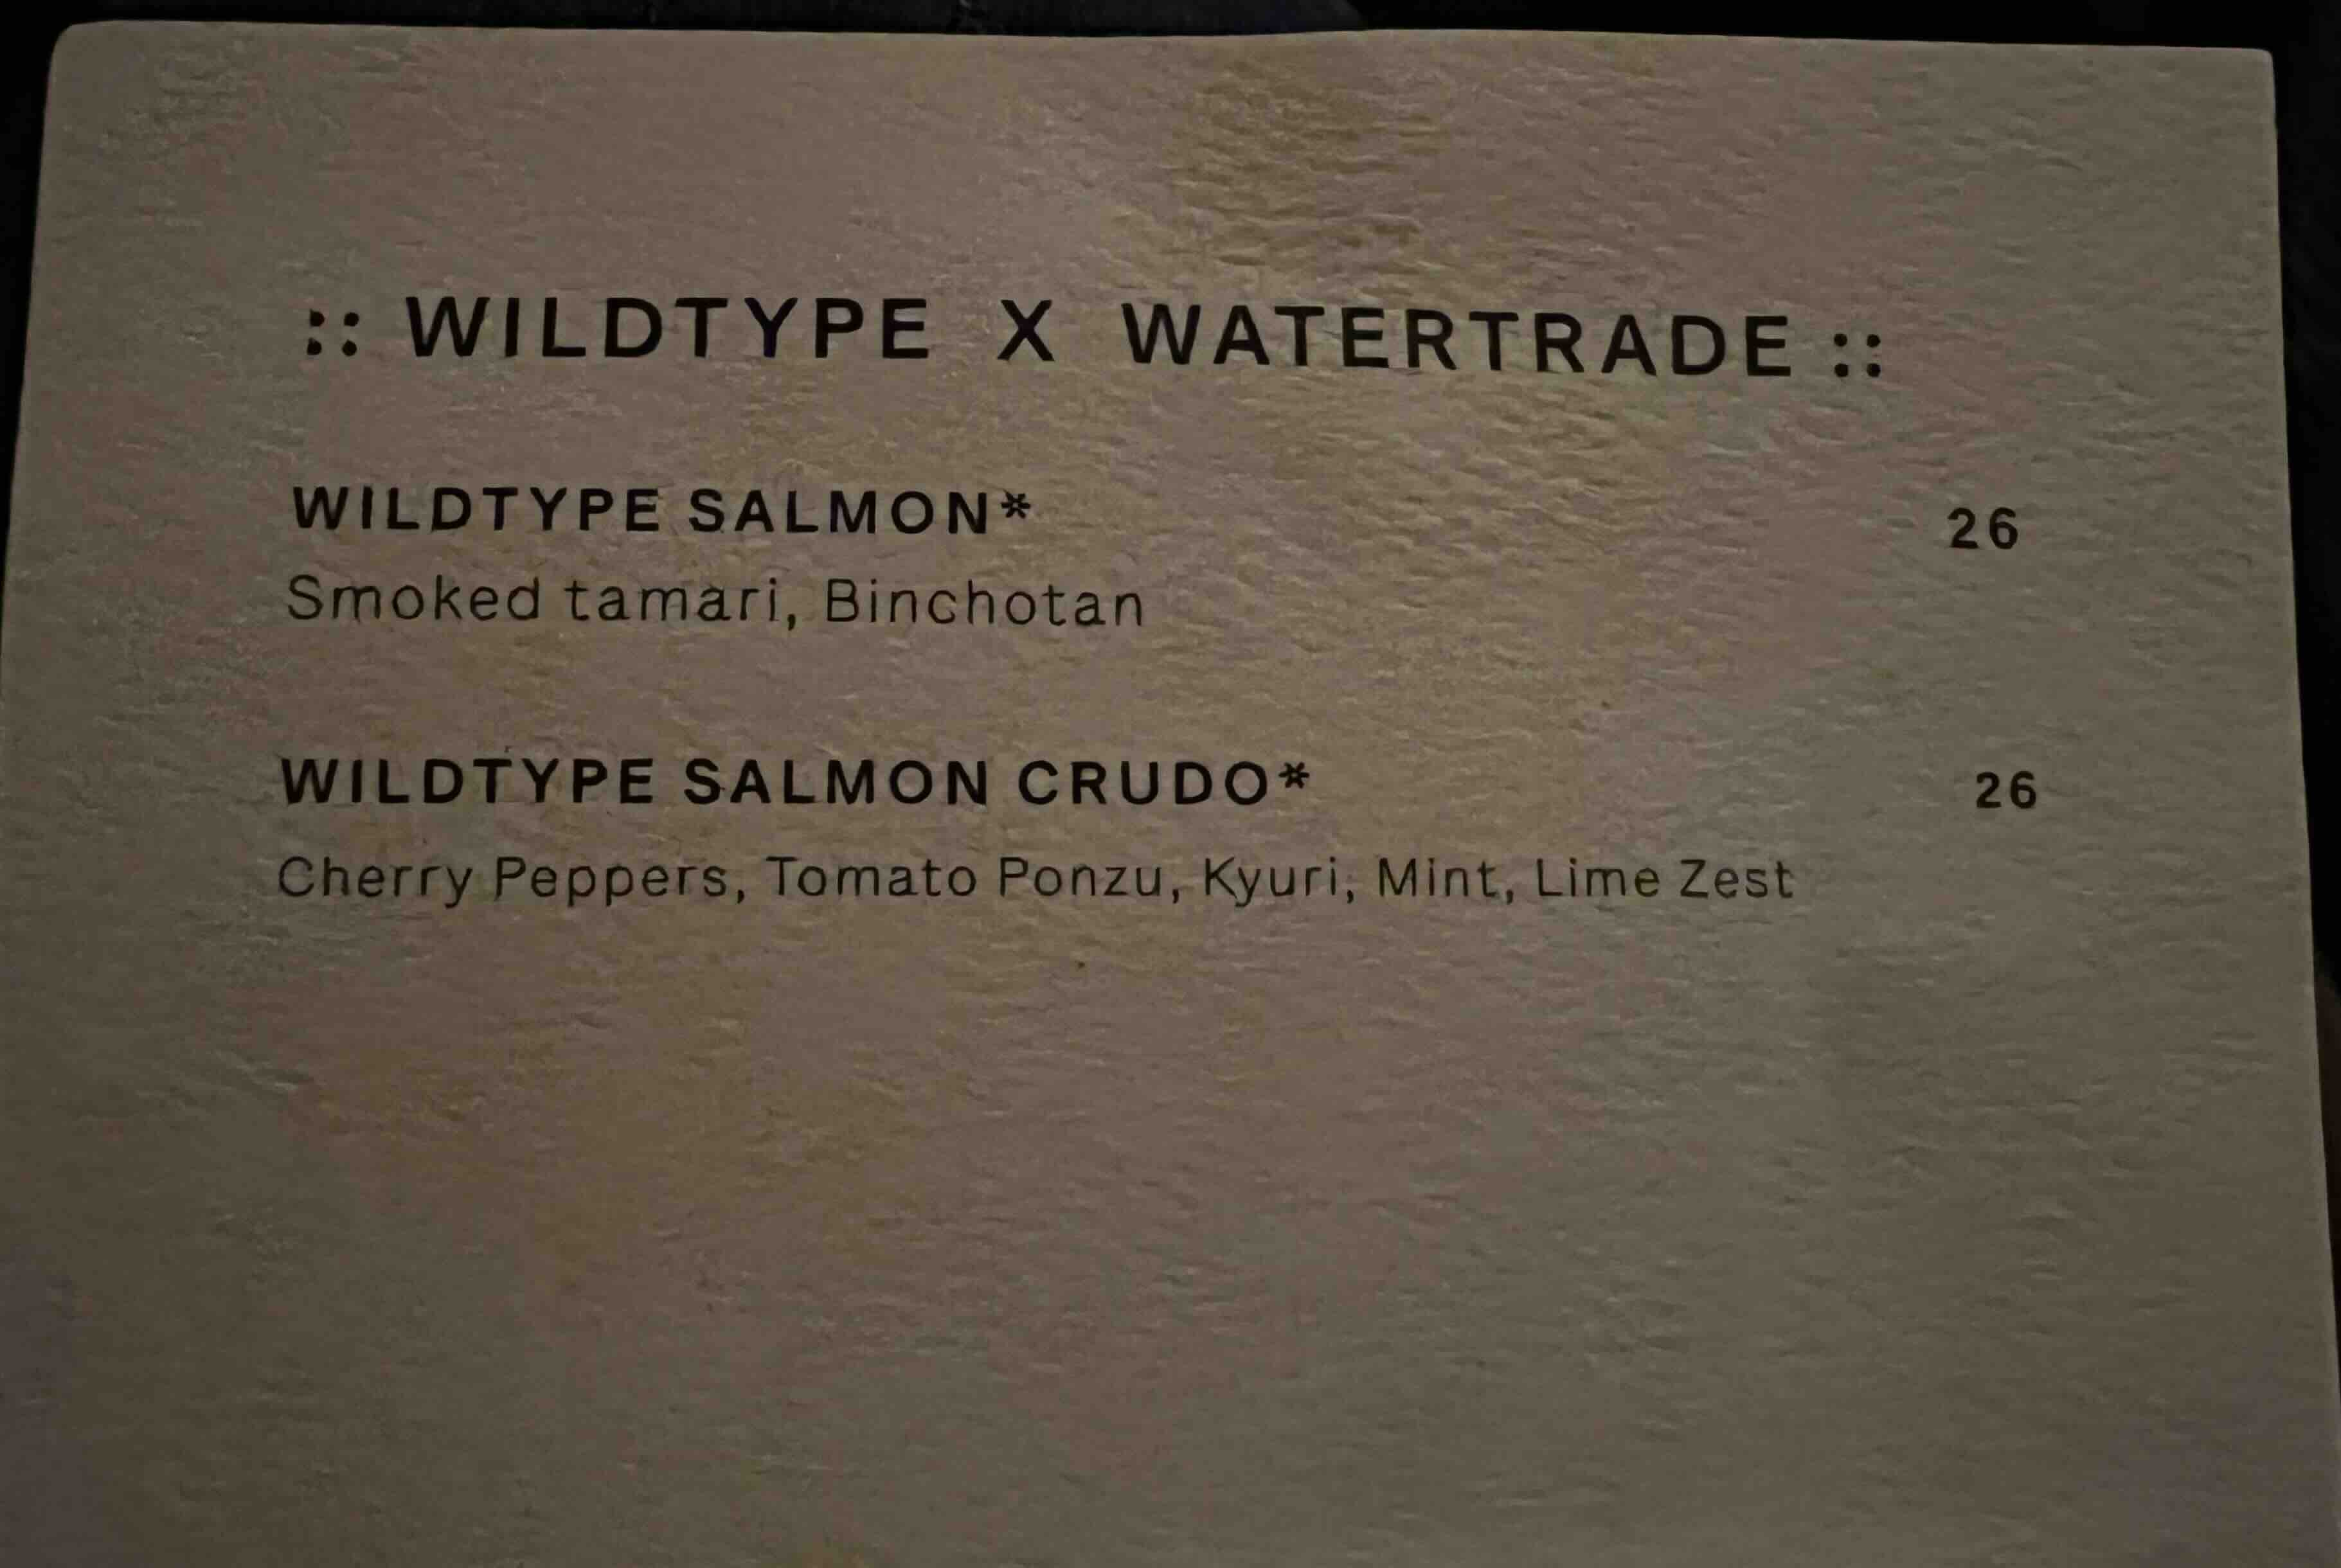 :: WILDTYPE X WATERTRADE ::
WILDTYPE SALMON* 26
Smoked tamari, Binchotan
WILDTYPE SALMON CRUDO* 26
Cherry Peppers, Tomato Ponzu, Kyuri, Mint, Lime Zest